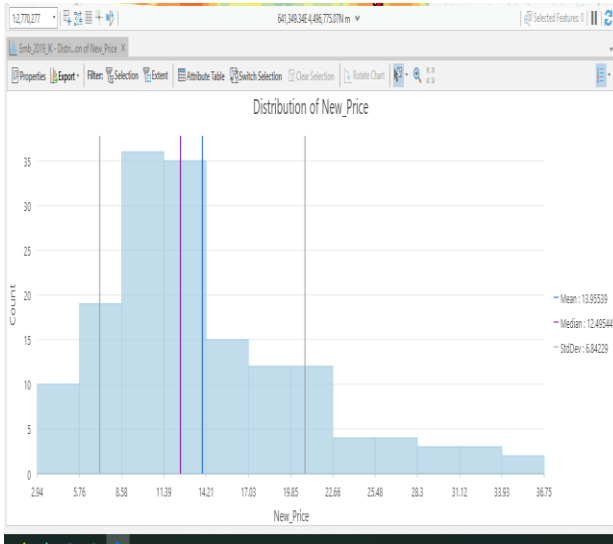 1:2,770,277
641,349.34E 4,496,775.07N m
Selected Features: 0
Emb_2019_IK - Distri...on of New_Price
Properties Export Filter: Selection Extent Attribute Table Switch Selection Clear Selection Rotate Chart
Distribution of New_Price
35
30
25
20
15
10
5
0
Count
2.94 5.76 8.58 11.39 14.21 17.03 19.85 22.66 25.48 28.3 31.12 33.93 36.75
New_Price
Mean : 13.95539
Median : 12.49544
StdDev : 6.84229